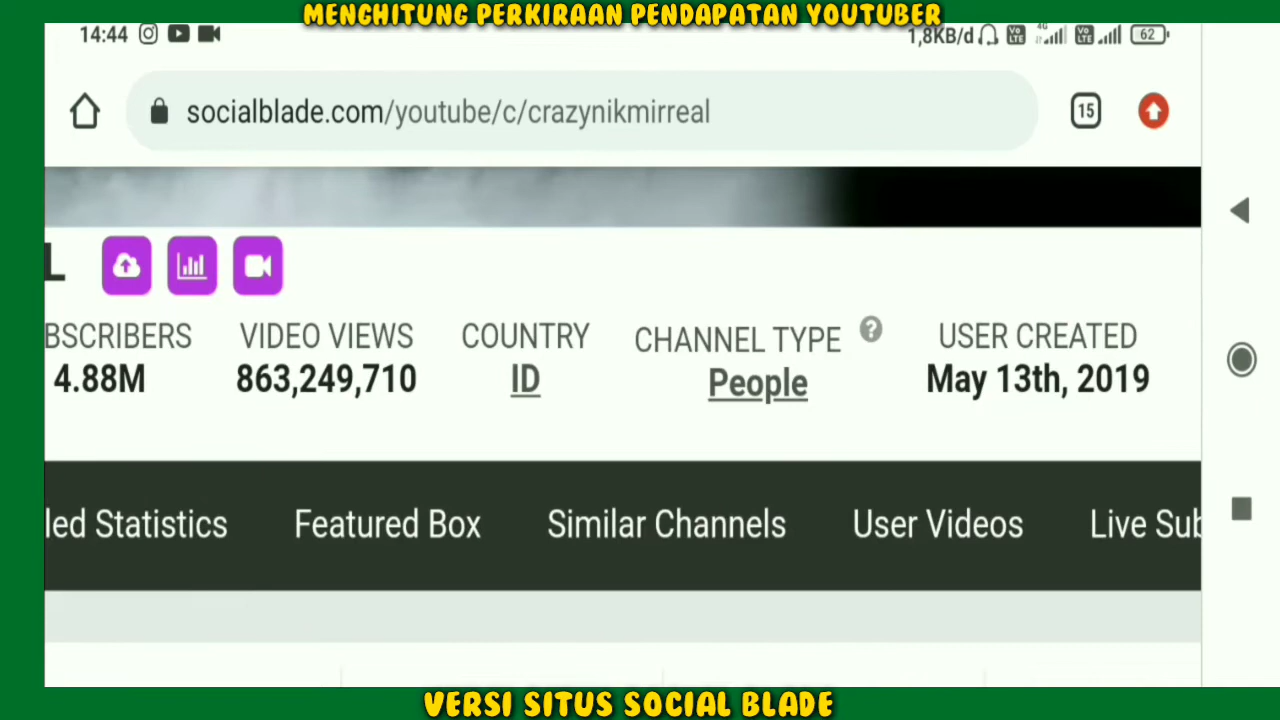 MENGHITUNG PERKIRAAN PENDAPATAN YOUTUBER
14:44 1,8KB/d 4G 62
socialblade.com/youtube/c/crazynikmirreal 15
L
BSCRIBERS VIDEO VIEWS COUNTRY CHANNEL TYPE ? USER CREATED
4.88M 863,249,710 ID People May 13th, 2019
led Statistics Featured Box Similar Channels User Videos Live Sub
VERSI SITUS SOCIAL BLADE